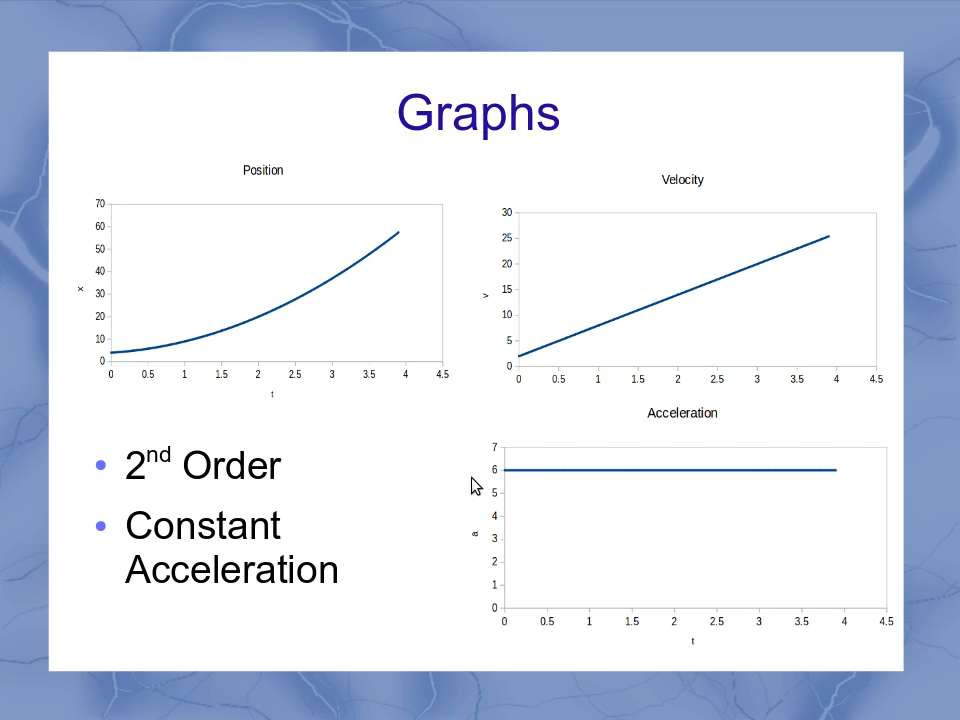 Graphs
Position
70
60
50
40
30
20
10
0
x
0 0.5 1 1.5 2 2.5 3 3.5 4 4.5
t
Velocity
30
25
20
15
10
5
0
v
0 0.5 1 1.5 2 2.5 3 3.5 4 4.5
2nd Order
Constant
Acceleration
Acceleration
7
6
5
4
3
2
1
0
a
0 0.5 1 1.5 2 2.5 3 3.5 4 4.5
t